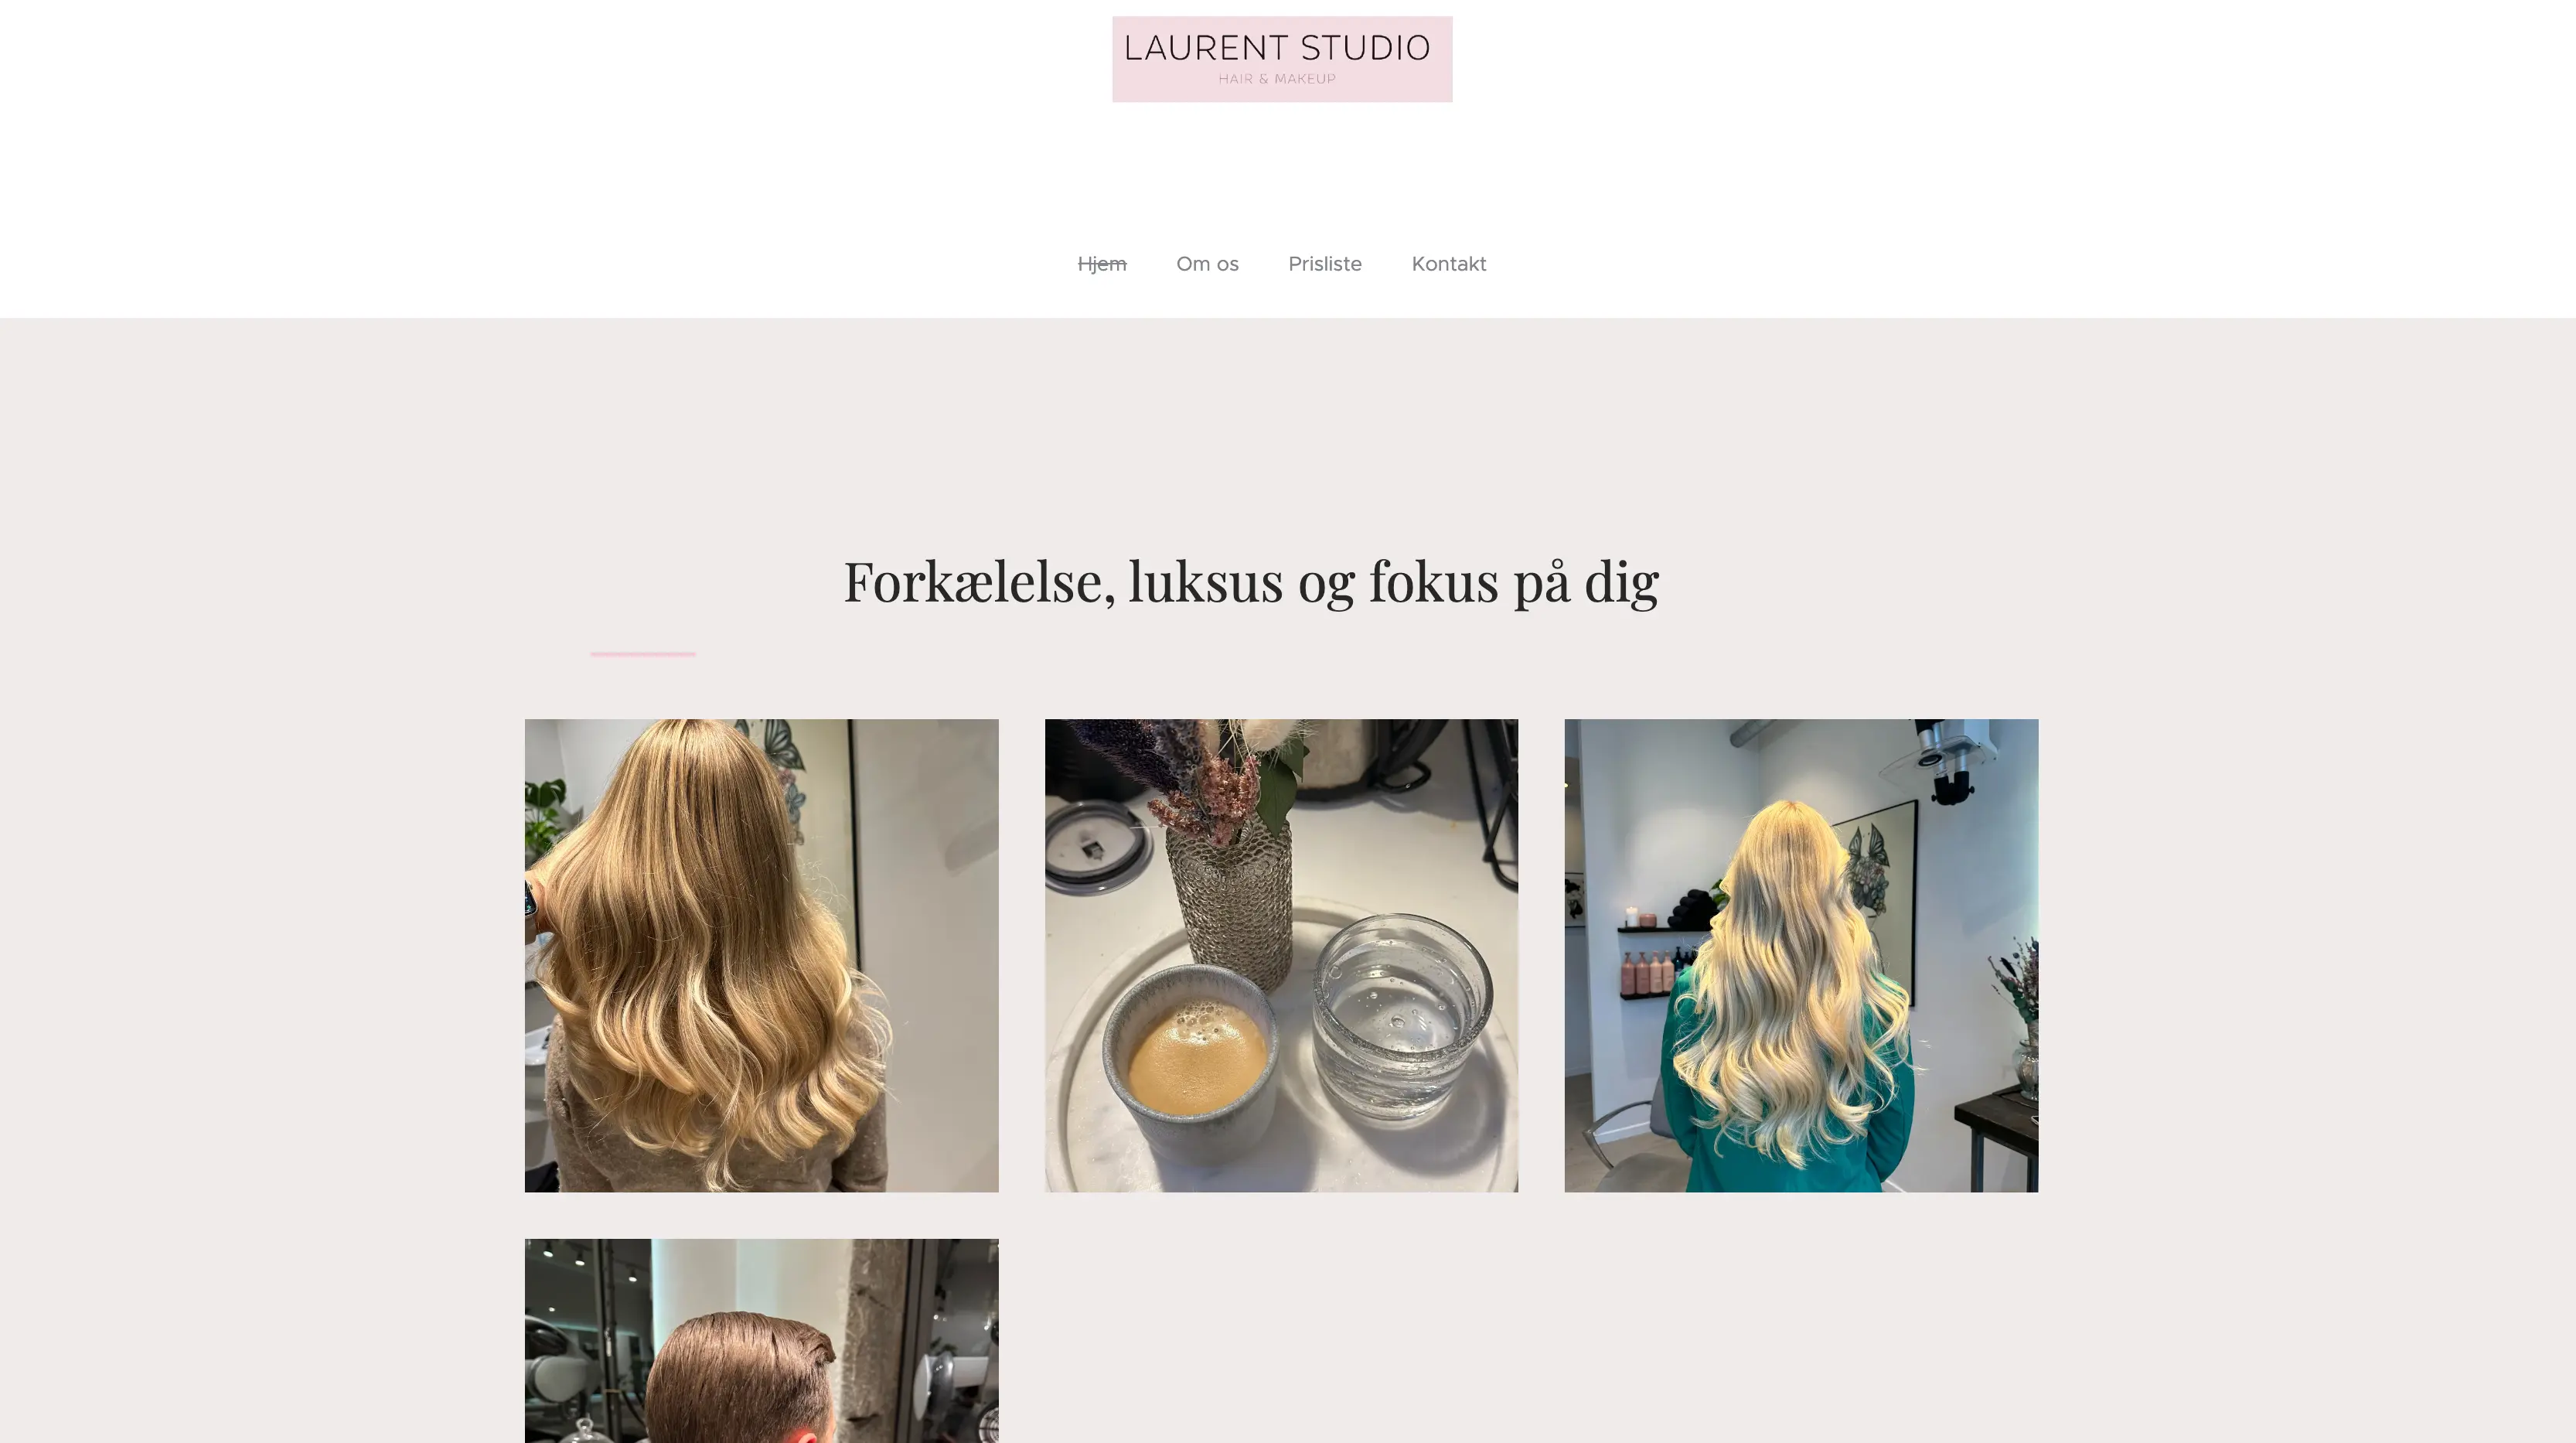 LAURENT STUDIO
HAIR & MAKEUP
Hjem Om os Prisliste Kontakt
Forkælelse, luksus og fokus på dig